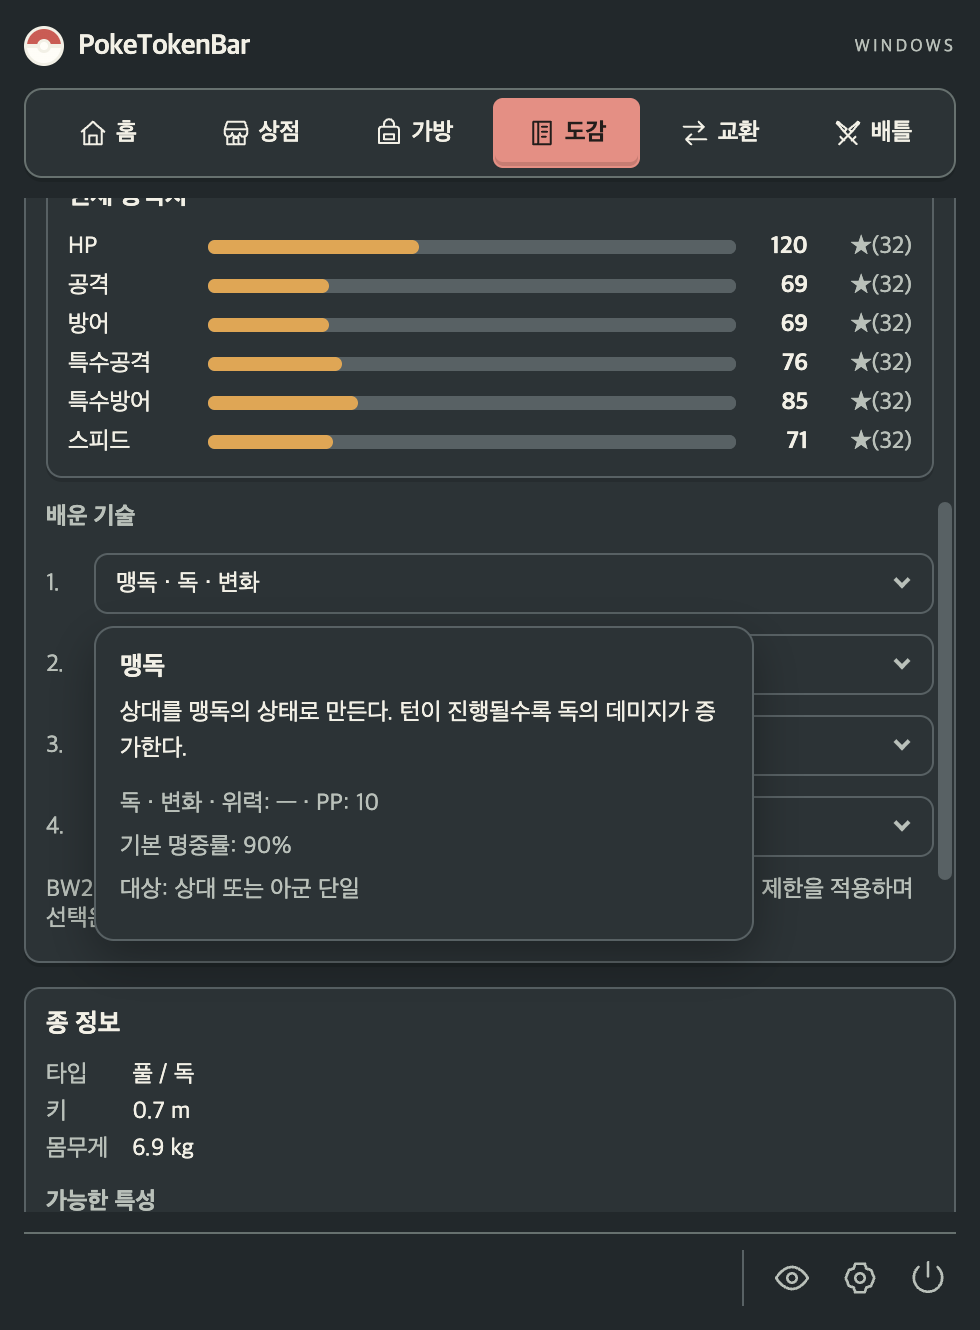 PokeTokenBar
WINDOWS
홈
상점
가방
도감
교환
배틀
HP 120 ★(32)
공격 69 ★(32)
방어 69 ★(32)
특수공격 76 ★(32)
특수방어 85 ★(32)
스피드 71 ★(32)
배운 기술
1. 맹독 · 독 · 변화
2.
맹독
상대를 맹독의 상태로 만든다. 턴이 진행될수록 독의 데미지가 증
가한다.
3.
독 · 변화 · 위력: — · PP: 10
4.
기본 명중률: 90%
대상: 상대 또는 아군 단일
BW2 제한을 적용하며
종 정보
타입 풀 / 독
키 0.7 m
몸무게 6.9 kg
가능한 특성